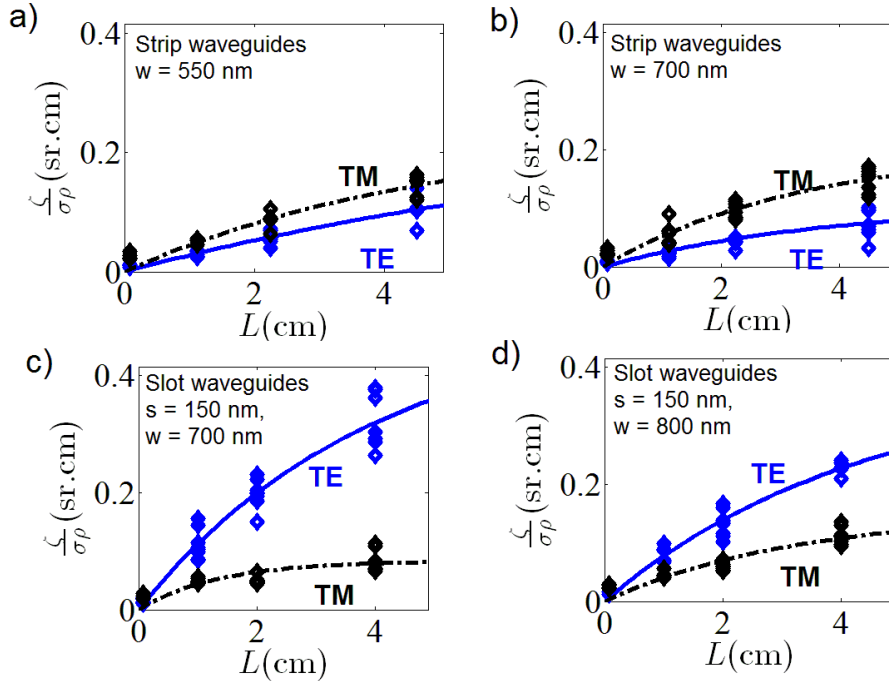 a)
Strip waveguides
w = 550 nm
0.4
0.2
0
ζ/σρ (sr.cm)
TM
TE
0 2 4
L(cm)
b)
Strip waveguides
w = 700 nm
0.4
0.2
0
ζ/σρ (sr.cm)
TM
TE
0 2 4
L(cm)
c)
Slot waveguides
s = 150 nm,
w = 700 nm
0.4
0.2
0
ζ/σρ (sr.cm)
TE
TM
0 2 4
L(cm)
d)
Slot waveguides
s = 150 nm,
w = 800 nm
0.4
0.2
0
ζ/σρ (sr.cm)
TE
TM
0 2 4
L(cm)